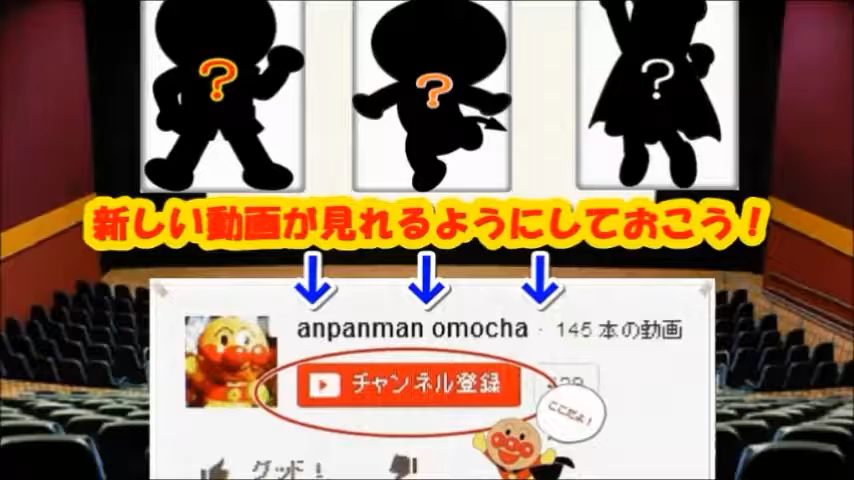 ? ? ?
新しい動画が見れるようにしておこう!
anpanman omocha · 145 本の動画
チャンネル登録
ここだよ!
グッド!